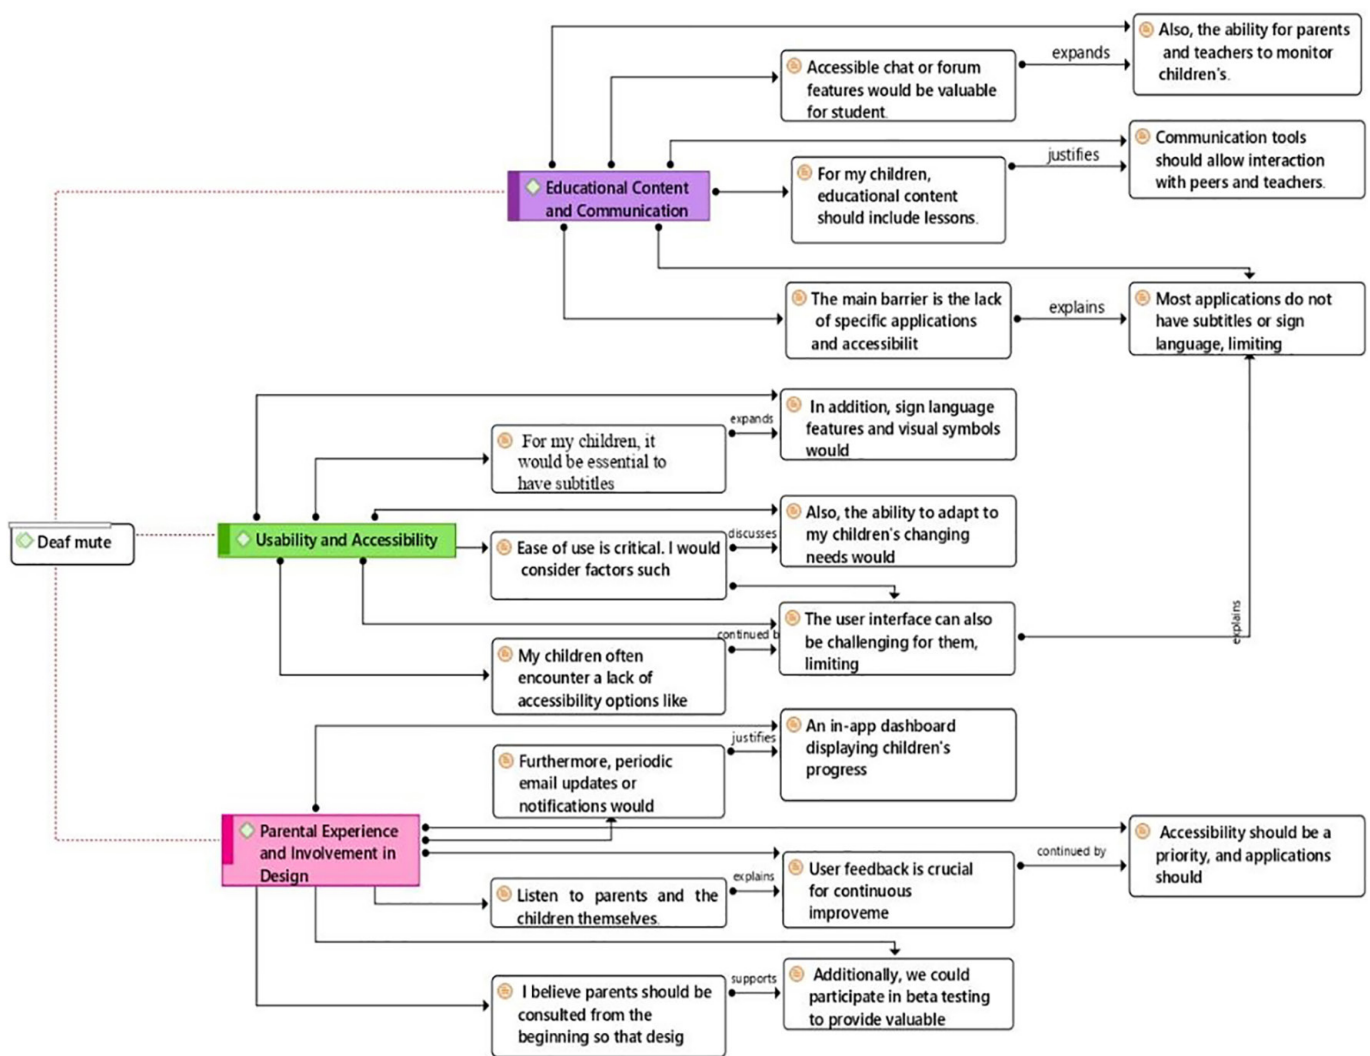 Also, the ability for parents
and teachers to monitor
children's.
expands
Accessible chat or forum
features would be valuable
for student.
Communication tools
should allow interaction
with peers and teachers.
justifies
For my children,
educational content
should include lessons.
Educational Content
and Communication
The main barrier is the lack
of specific applications
and accessibilit
explains
Most applications do not
have subtitles or sign
language, limiting
In addition, sign language
features and visual symbols
would
expands
For my children, it
would be essential to
have subtitles
Also, the ability to adapt to
my children's changing
needs would
discusses
Deaf mute
Usability and Accessibility
Ease of use is critical. I would
consider factors such
The user interface can also
be challenging for them,
limiting
explains
continued b
My children often
encounter a lack of
accessibility options like
An in-app dashboard
displaying children's
progress
justifies
Furthermore, periodic
email updates or
notifications would
Parental Experience
and Involvement in
Design
Accessibility should be a
priority, and applications
should
continued by
User feedback is crucial
for continuous
improveme
explains
Listen to parents and the
children themselves.
Additionally, we could
participate in beta testing
to provide valuable
supports
I believe parents should be
consulted from the
beginning so that desig